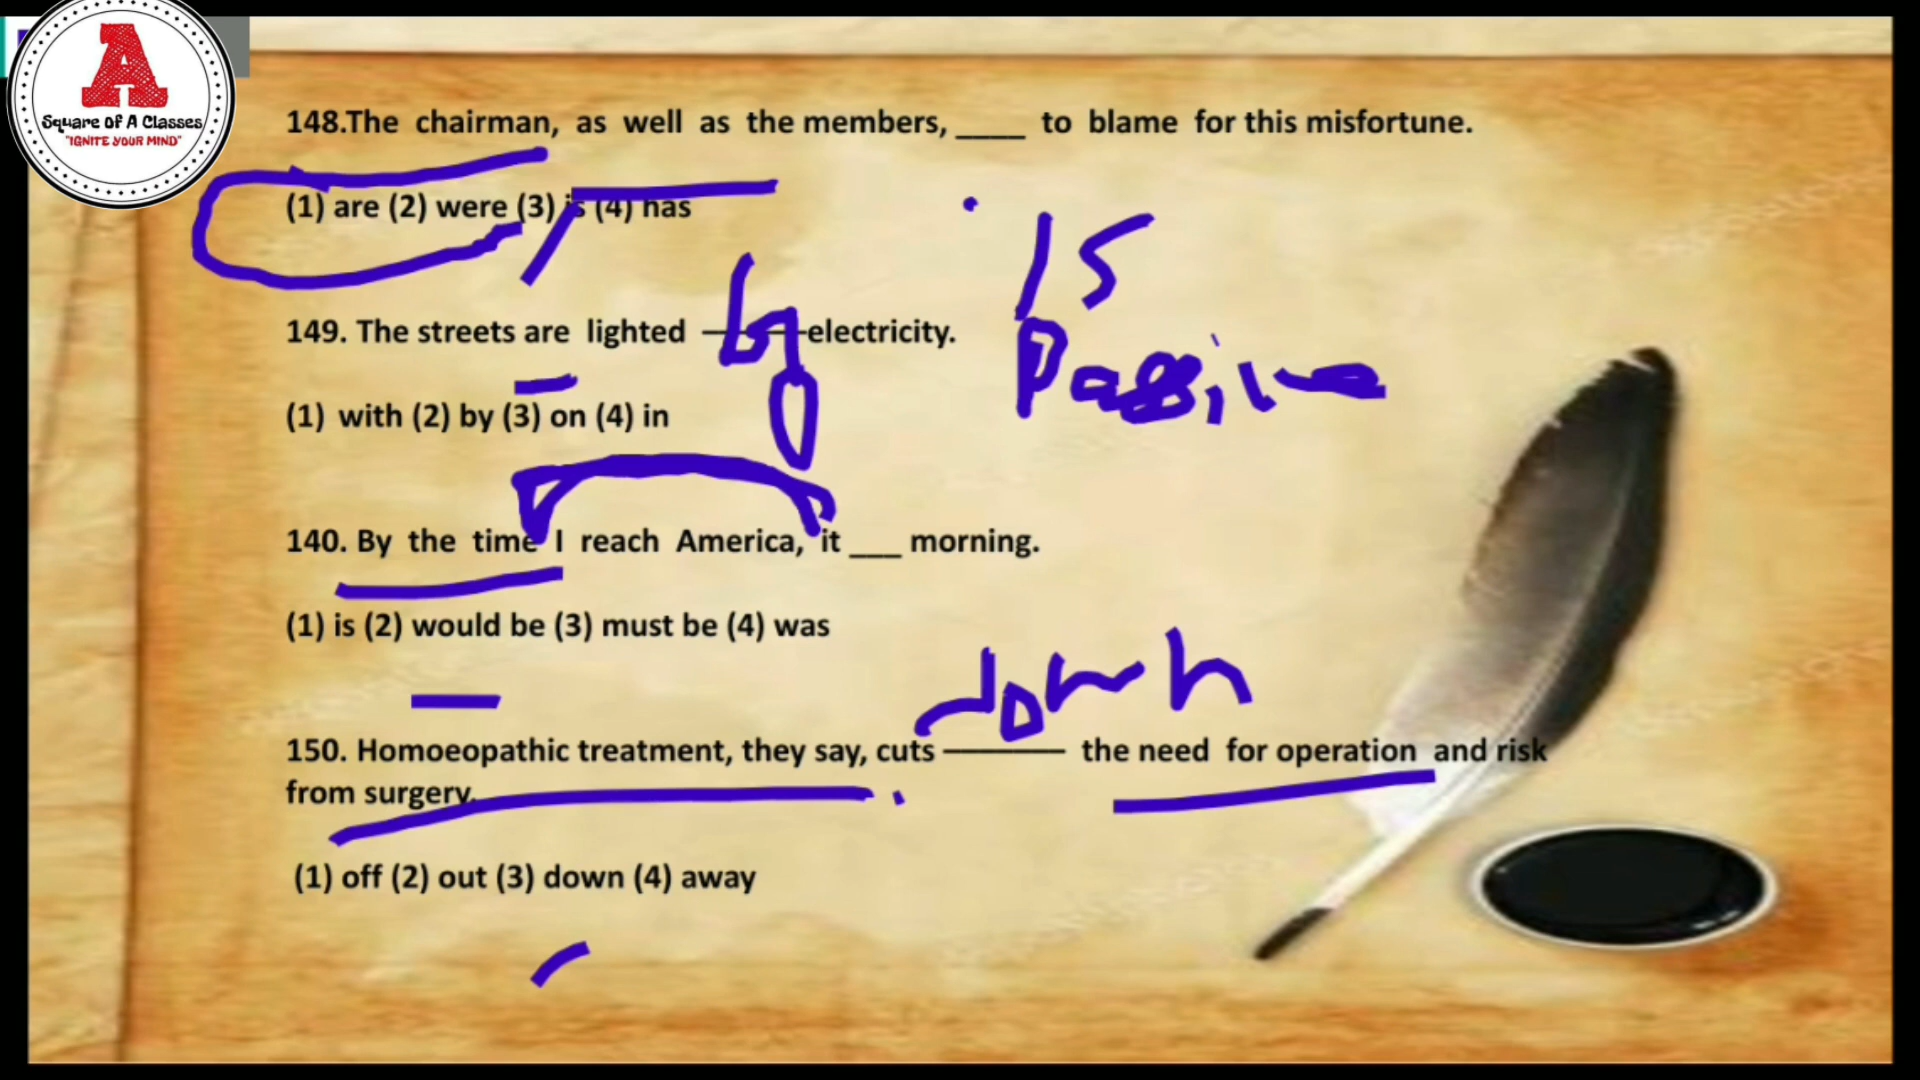 A
Square Of A Classes
"IGNITE YOUR MIND"
148.The chairman, as well as the members, ____ to blame for this misfortune.
(1) are (2) were (3) is (4) has
is
149. The streets are lighted ——— electricity.
by
Passive
(1) with (2) by (3) on (4) in
140. By the time I reach America, it ___ morning.
(1) is (2) would be (3) must be (4) was
down
150. Homoeopathic treatment, they say, cuts ———— the need for operation and risk
from surgery.
(1) off (2) out (3) down (4) away